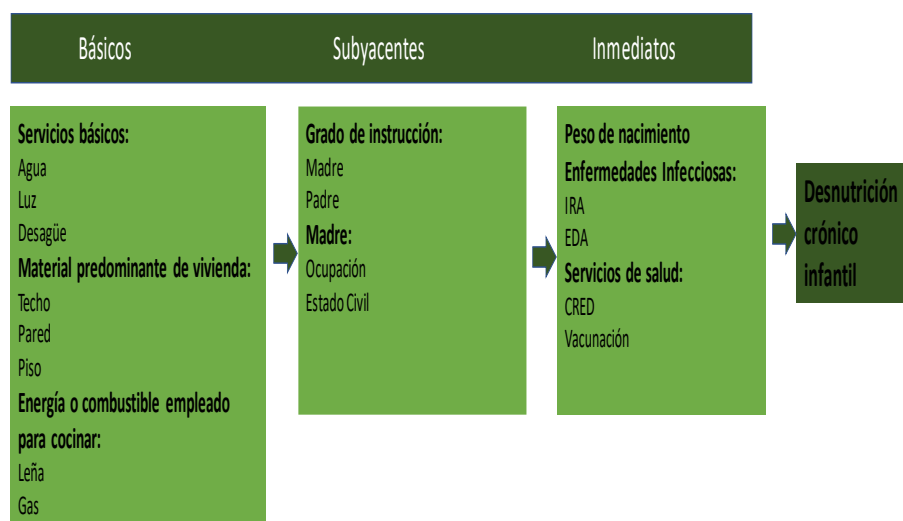 Básicos Subyacentes Inmediatos
Servicios básicos:
Agua
Luz
Desagüe
Material predominante de vivienda:
Techo
Pared
Piso
Energía o combustible empleado
para cocinar:
Leña
Gas
Grado de instrucción:
Madre
Padre
Madre:
Ocupación
Estado Civil
Peso de nacimiento
Enfermedades Infecciosas:
IRA
EDA
Servicios de salud:
CRED
Vacunación
Desnutrición
crónico
infantil